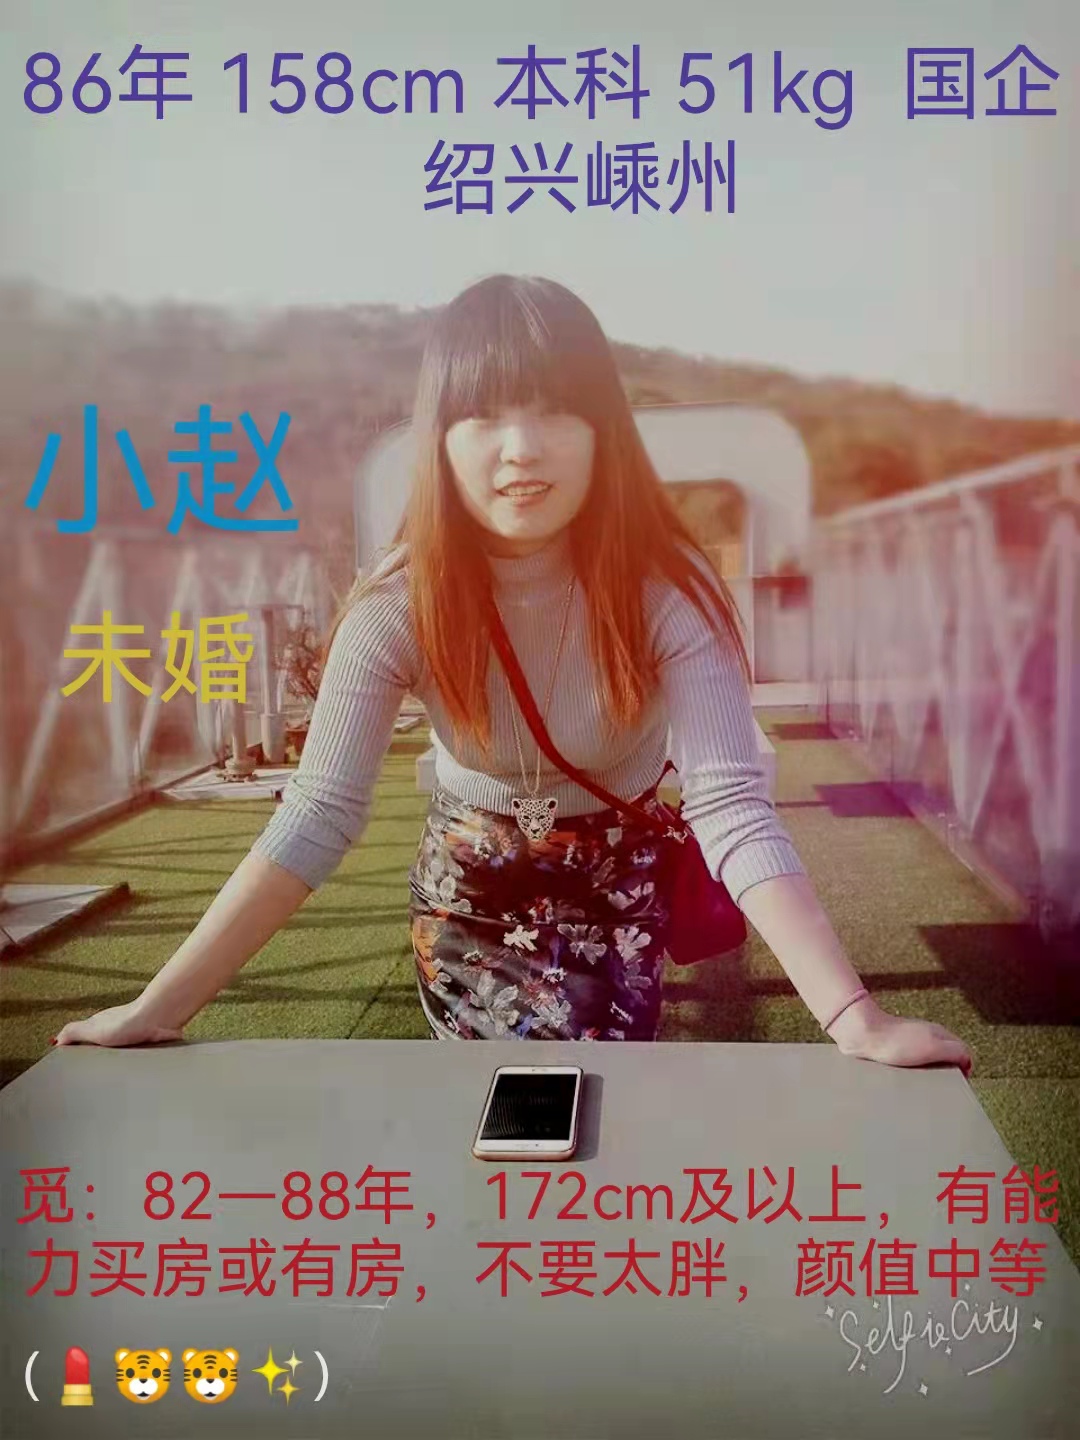 86年 158cm 本科 51kg 国企
绍兴嵊州
小赵
未婚
觅：82—88年，172cm及以上，有能
力买房或有房，不要太胖，颜值中等
(💄🐯🐯✨)
SelfieCity